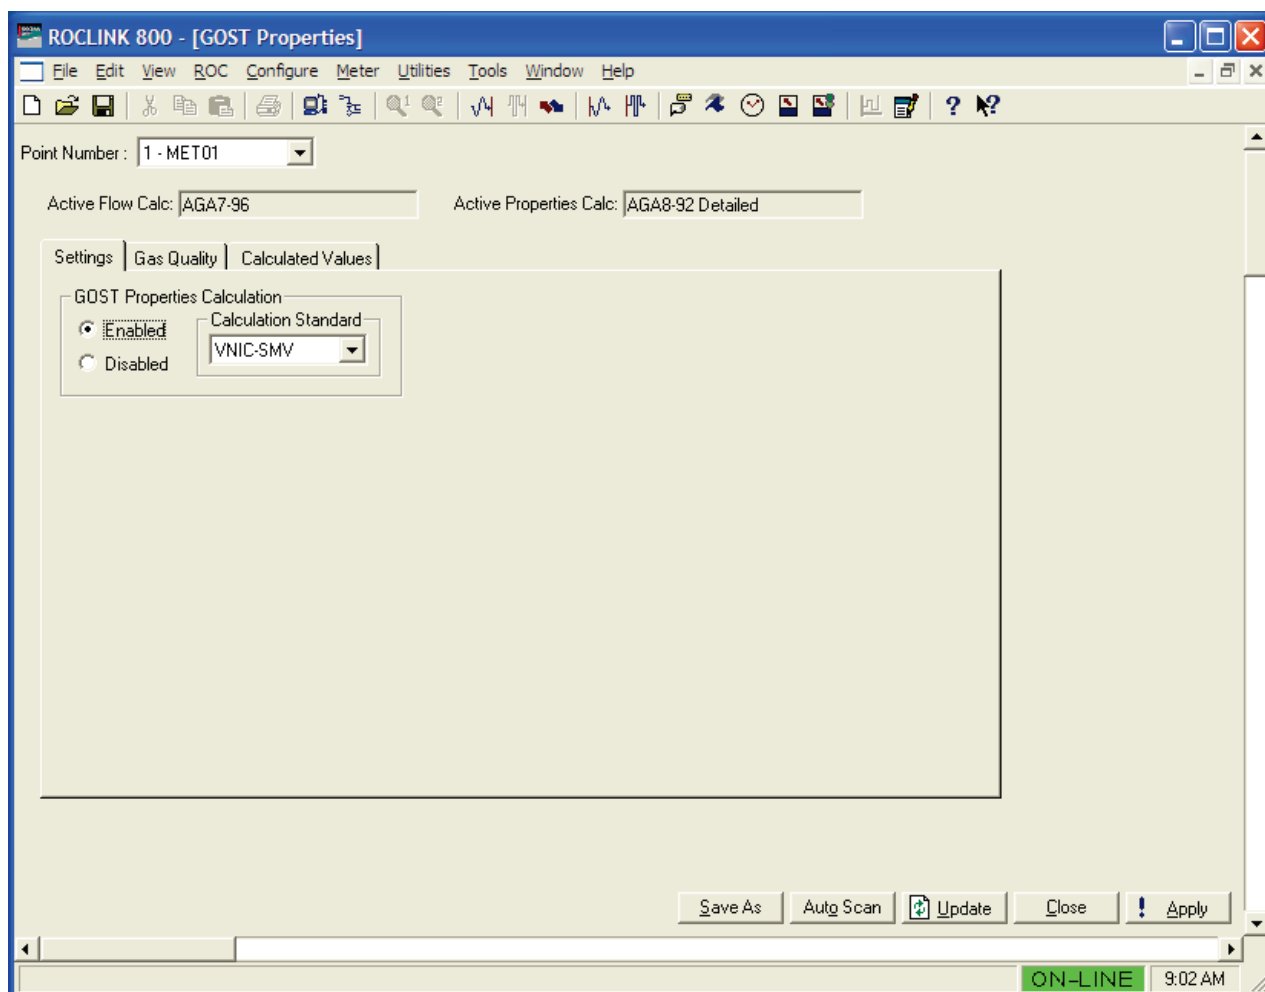 ROCLINK 800 - [GOST Properties]
File Edit View ROC Configure Meter Utilities Tools Window Help
Point Number : 1 - MET01
Active Flow Calc: AGA7-96 Active Properties Calc: AGA8-92 Detailed
Settings Gas Quality Calculated Values
GOST Properties Calculation
Enabled
Calculation Standard
VNIC-SMV
Disabled
Save As Auto Scan Update Close ! Apply
ON-LINE 9:02 AM